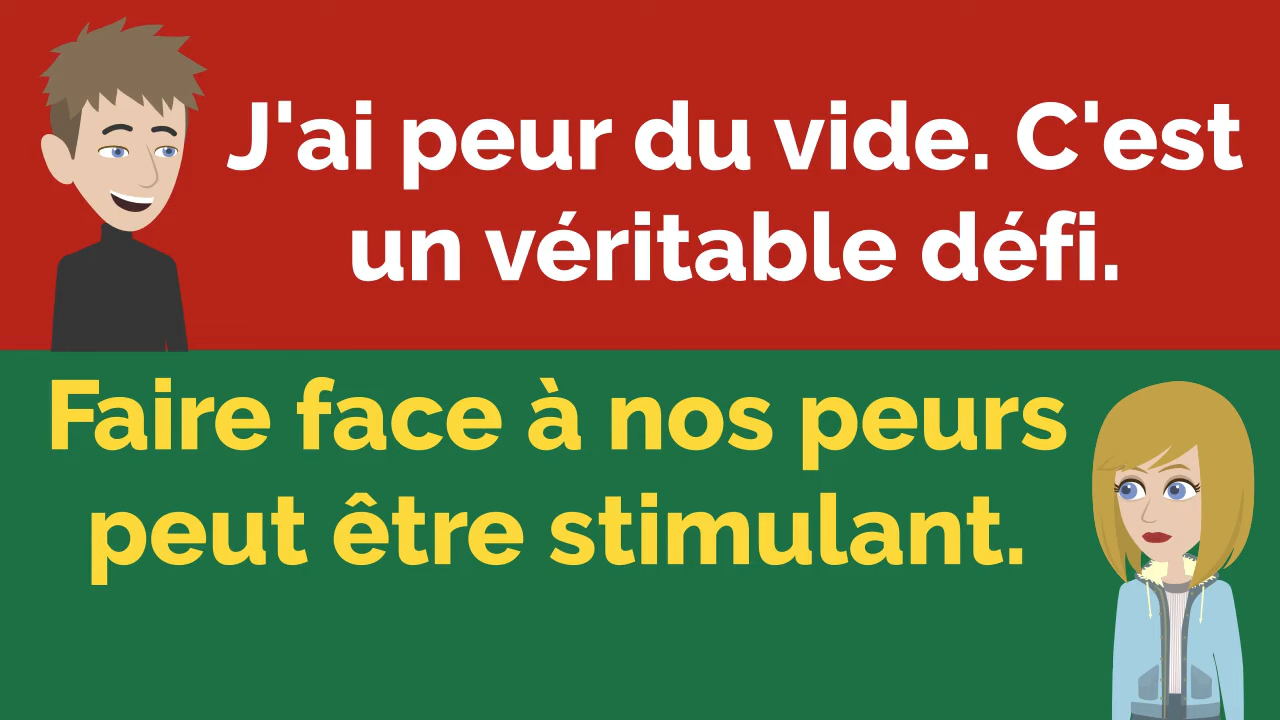 J'ai peur du vide. C'est
un véritable défi.
Faire face à nos peurs
peut être stimulant.